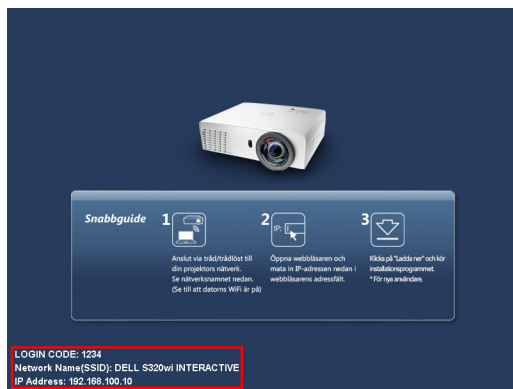 Snabbguide
1
Anslut via tråd/trådlöst till
din projektors nätverk.
Se nätverksnamnet nedan.
(Se till att datorns WiFi är på)
2
IP:
Öppna webbläsaren och
mata in IP-adressen nedan i
webbläsarens adressfält.
3
Klicka på "Ladda ner" och kör
installationsprogrammet.
* För nya användare.
LOGIN CODE: 1234
Network Name(SSID): DELL S320wi INTERACTIVE
IP Address: 192.168.100.10